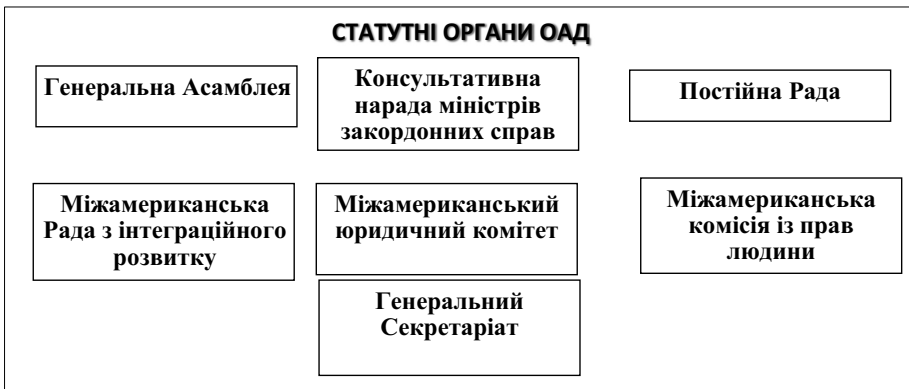 СТАТУТНІ ОРГАНИ ОАД
Генеральна Асамблея
Консультативна
нарада міністрів
закордонних справ
Постійна Рада
Міжамериканська
Рада з інтеграційного
розвитку
Міжамериканський
юридичний комітет
Міжамериканська
комісія із прав
людини
Генеральний
Секретаріат